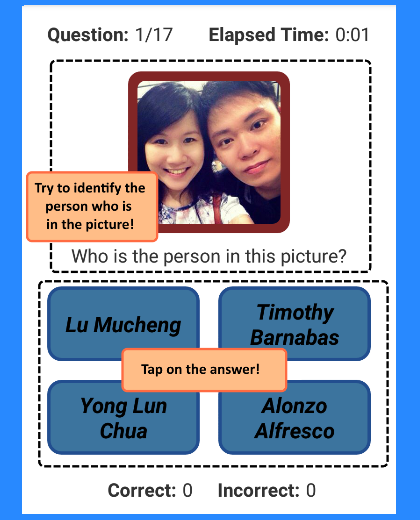 Question: 1/17 Elapsed Time: 0:01
Try to identify the
person who is
in the picture!
Who is the person in this picture?
Lu Mucheng
Timothy
Barnabas
Tap on the answer!
Yong Lun
Chua
Alonzo
Alfresco
Correct: 0 Incorrect: 0